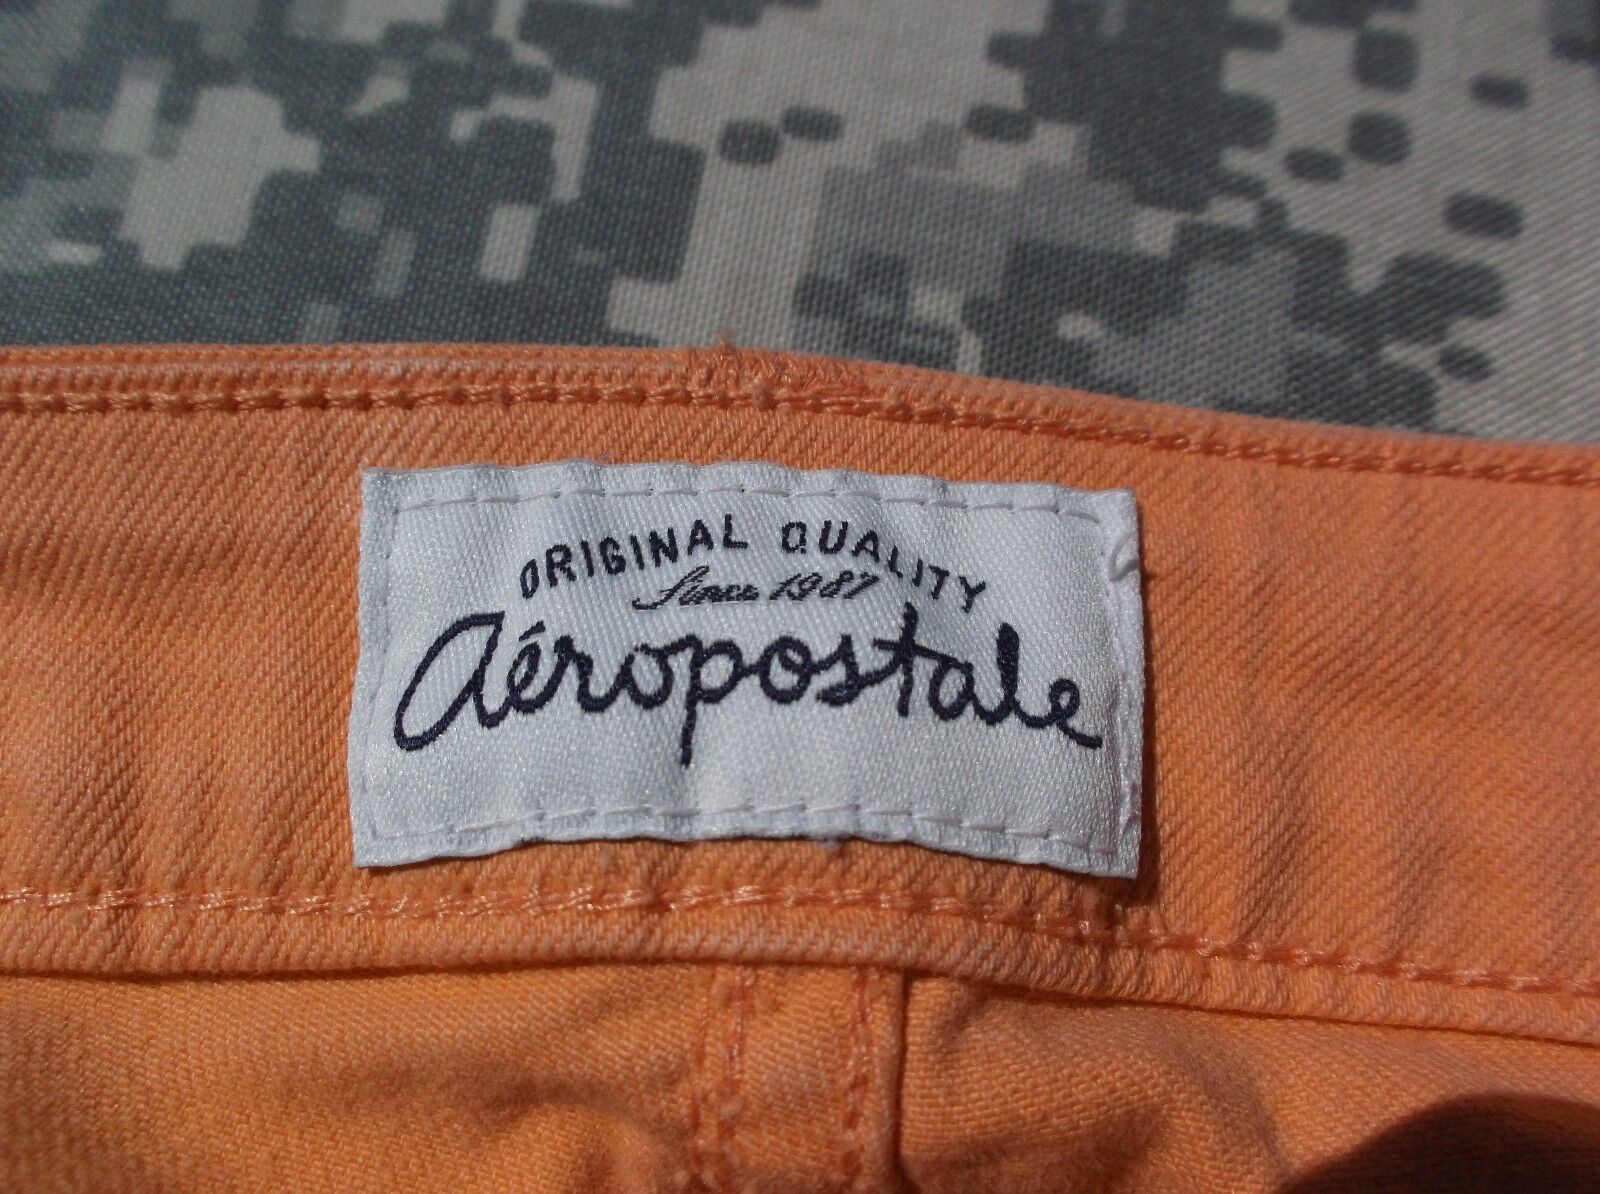 ORIGINAL QUALITY
Since 1987
aéropostale